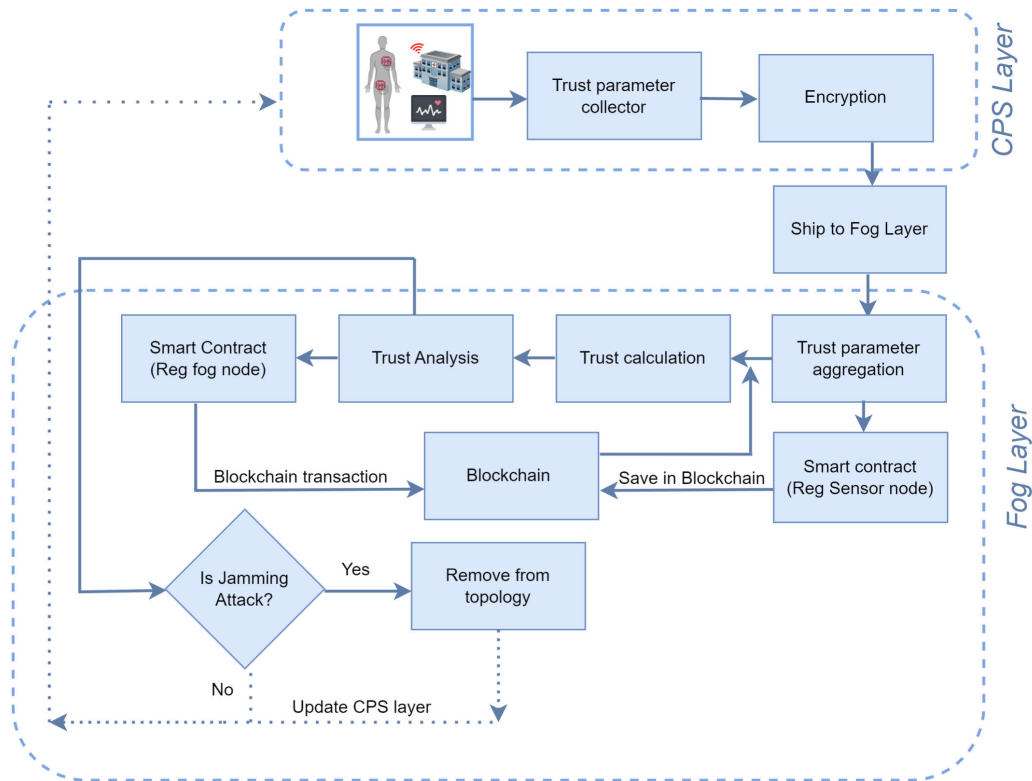 CPS Layer
Trust parameter
collector
Encryption
Ship to Fog Layer
Fog Layer
Smart Contract
(Reg fog node)
Trust Analysis
Trust calculation
Trust parameter
aggregation
Blockchain transaction
Blockchain
Save in Blockchain
Smart contract
(Reg Sensor node)
Is Jamming
Attack?
Yes
Remove from
topology
No
Update CPS layer